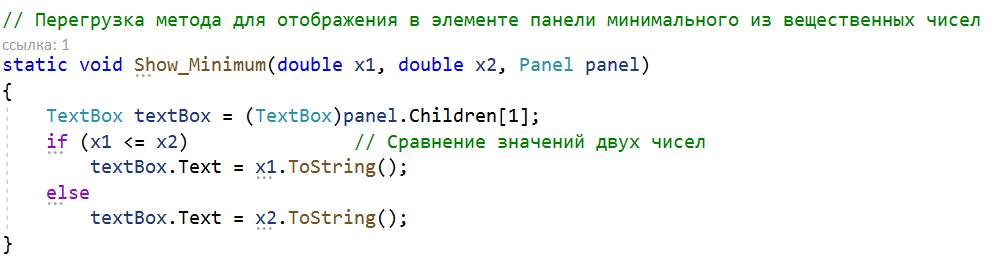 // Перегрузка метода для отображения в элементе панели минимального из вещественных чисел
ссылка: 1
static void Show_Minimum(double x1, double x2, Panel panel)
{
    TextBox textBox = (TextBox)panel.Children[1];
    if (x1 <= x2)               // Сравнение значений двух чисел
        textBox.Text = x1.ToString();
    else
        textBox.Text = x2.ToString();
}